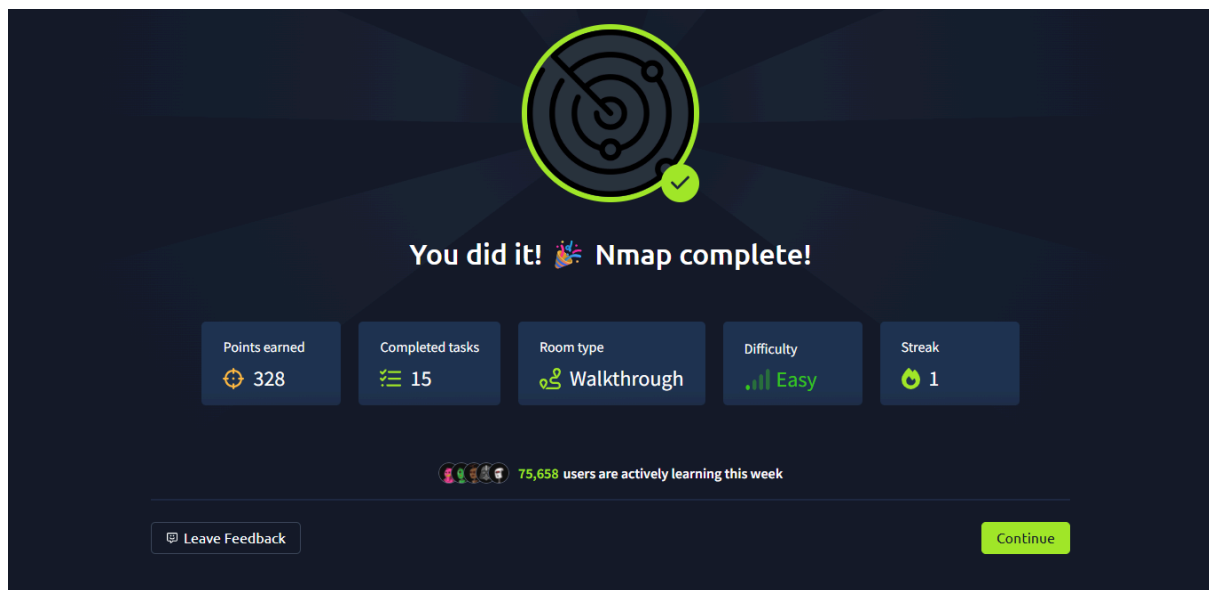 You did it! 🎉 Nmap complete!
Points earned
328
Completed tasks
15
Room type
Walkthrough
Difficulty
Easy
Streak
1
75,658 users are actively learning this week
Leave Feedback
Continue